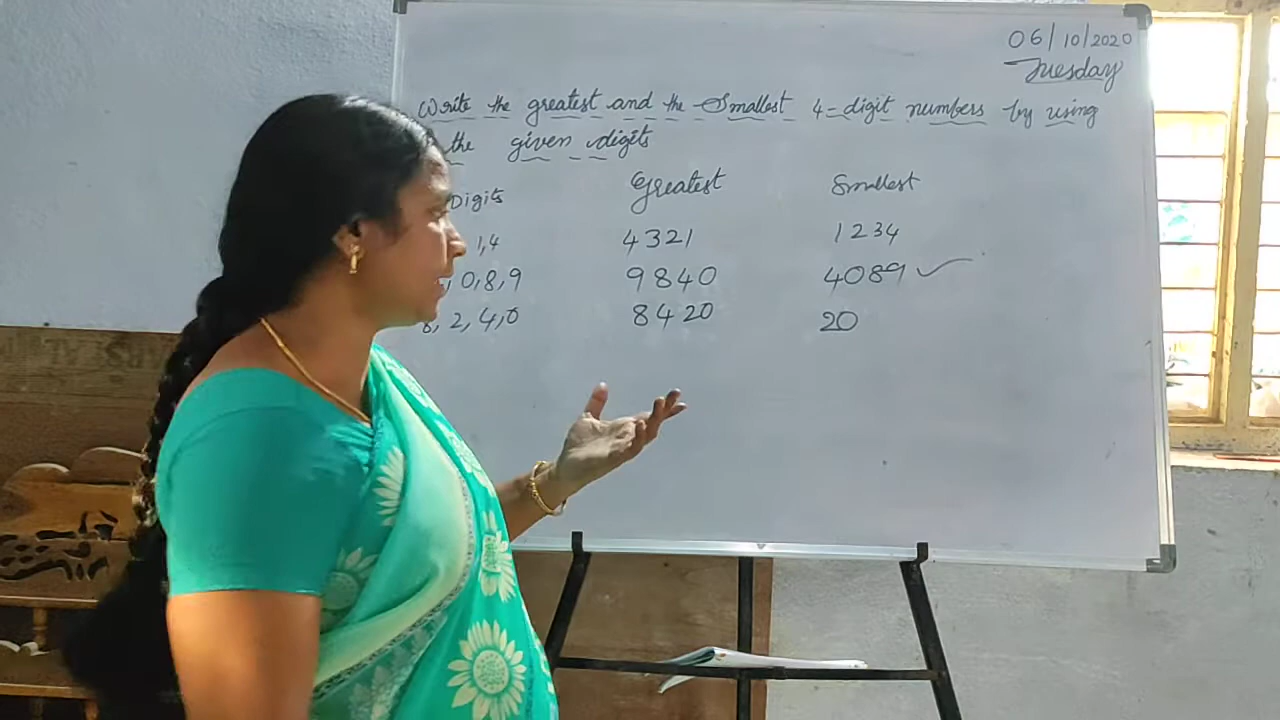 06/10/2020
Tuesday
Write the greatest and the Smallest 4-digit numbers by using
the given digits
Digits Greatest Smallest
1,4 4321 1234
0,8,9 9840 4089
8, 2, 4,0 8420 20